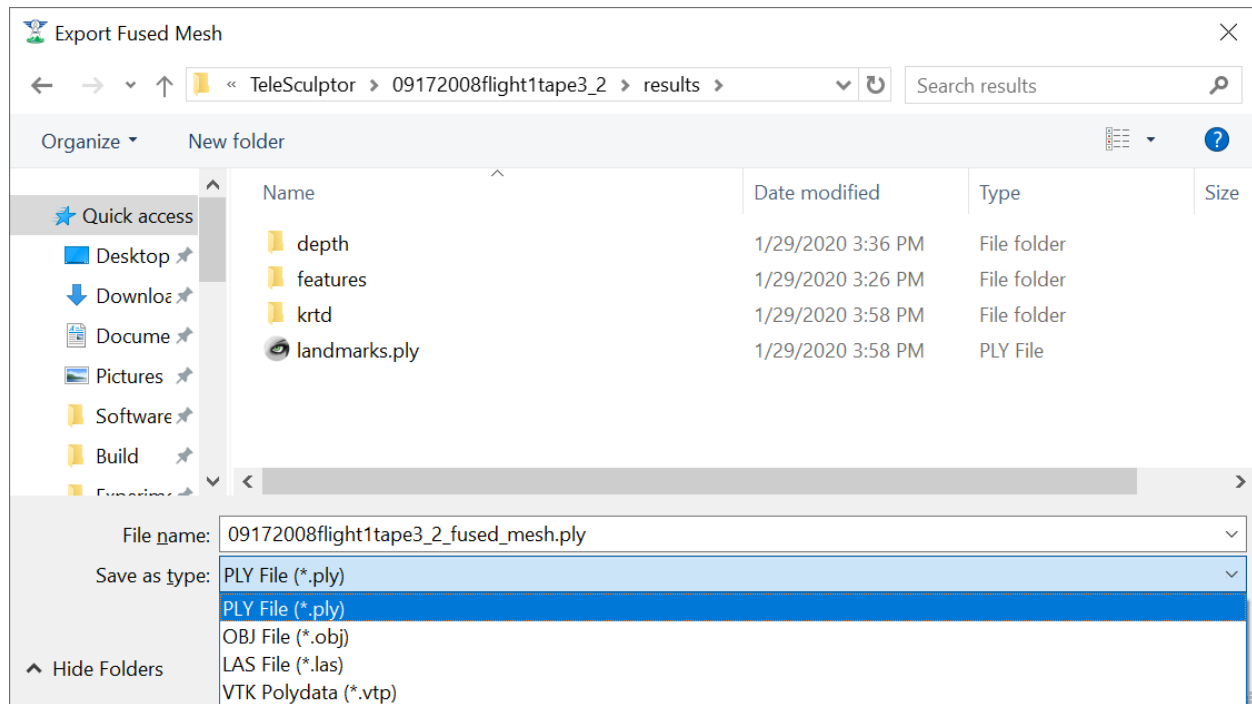 Export Fused Mesh
« TeleSculptor > 09172008flight1tape3_2 > results >
Search results
Organize
New folder
?
Name
Date modified
Type
Size
Quick access
Desktop
Downloa
Docume
Pictures
Software
Build
depth 1/29/2020 3:36 PM File folder
features 1/29/2020 3:26 PM File folder
krtd 1/29/2020 3:58 PM File folder
landmarks.ply 1/29/2020 3:58 PM PLY File
File name: 09172008flight1tape3_2_fused_mesh.ply
Save as type: PLY File (*.ply)
PLY File (*.ply)
OBJ File (*.obj)
LAS File (*.las)
VTK Polydata (*.vtp)
Hide Folders